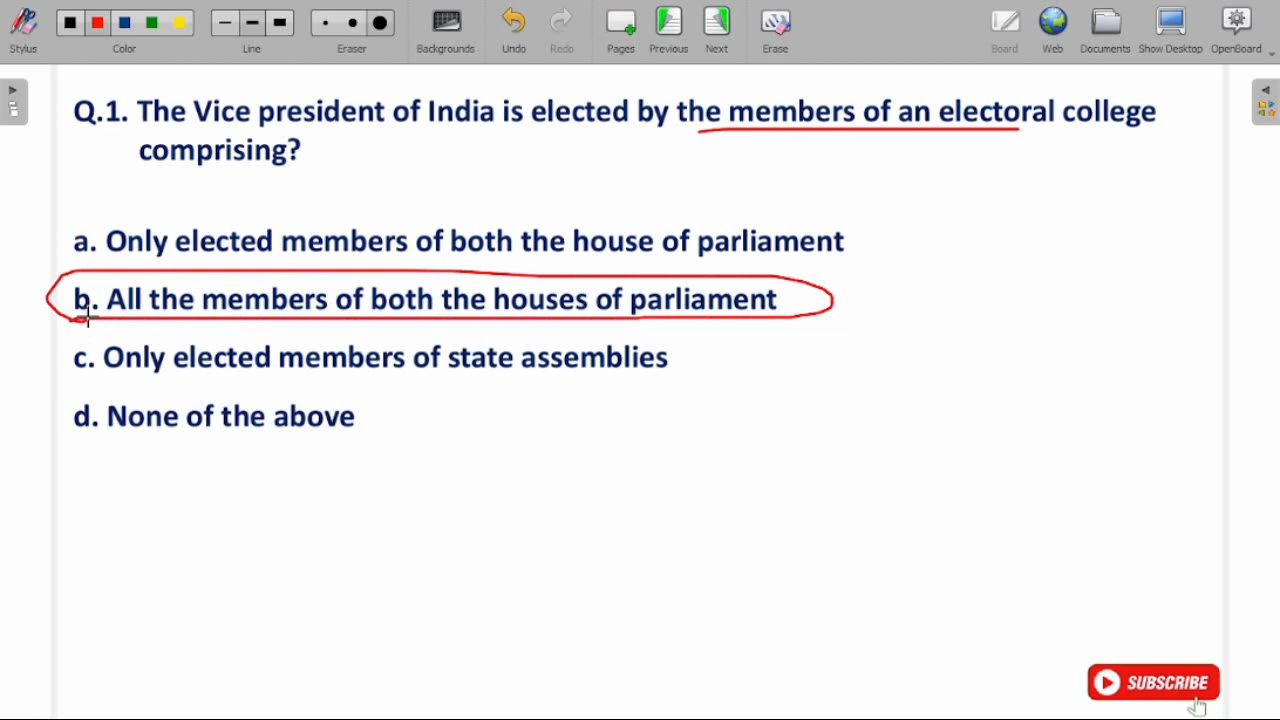 Stylus Color Line Eraser Backgrounds Undo Redo Pages Previous Next Erase Board Web Documents Show Desktop OpenBoard
Q.1. The Vice president of India is elected by the members of an electoral college
comprising?
a. Only elected members of both the house of parliament
b. All the members of both the houses of parliament
c. Only elected members of state assemblies
d. None of the above
SUBSCRIBE